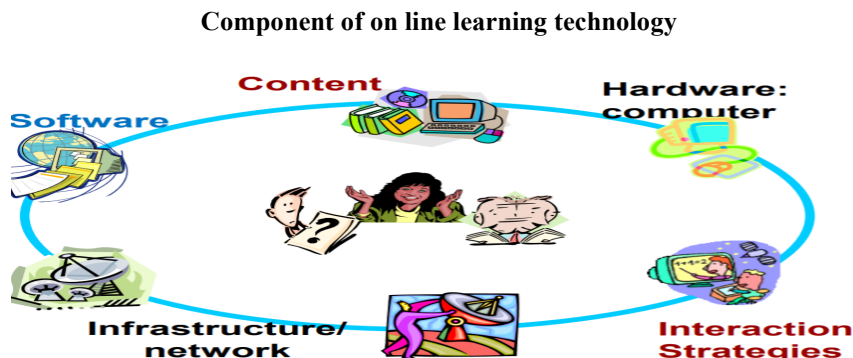 Component of on line learning technology
Content
Hardware:
computer
Software
?
Infrastructure/
network
Interaction
Strategies